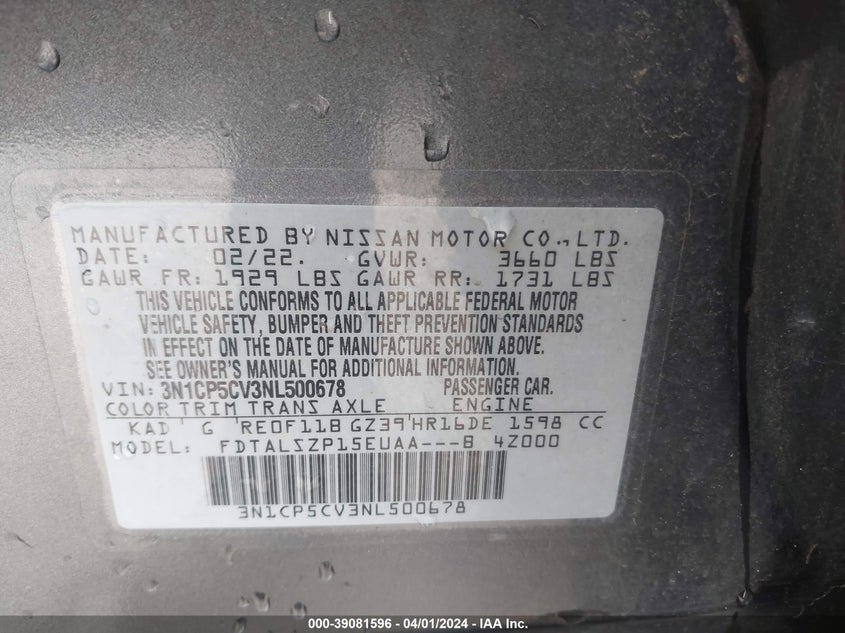 MANUFACTURED BY NISSAN MOTOR CO., LTD.
DATE: 02/22. GVWR: 3660 LBS
GAWR FR: 1929 LBS GAWR RR: 1731 LBS
THIS VEHICLE CONFORMS TO ALL APPLICABLE FEDERAL MOTOR
VEHICLE SAFETY, BUMPER AND THEFT PREVENTION STANDARDS
IN EFFECT ON THE DATE OF MANUFACTURE SHOWN ABOVE.
SEE OWNER'S MANUAL FOR ADDITIONAL INFORMATION.
VIN: 3N1CP5CV3NL500678 PASSENGER CAR.
COLOR TRIM TRANS AXLE ENGINE
KAD G RE0F11B GZ39 HR16DE 1598 CC
MODEL: FDTALSZP15EUAA---B 4Z000
3N1CP5CV3NL500678
000-39081596 - 04/01/2024 - IAA Inc.